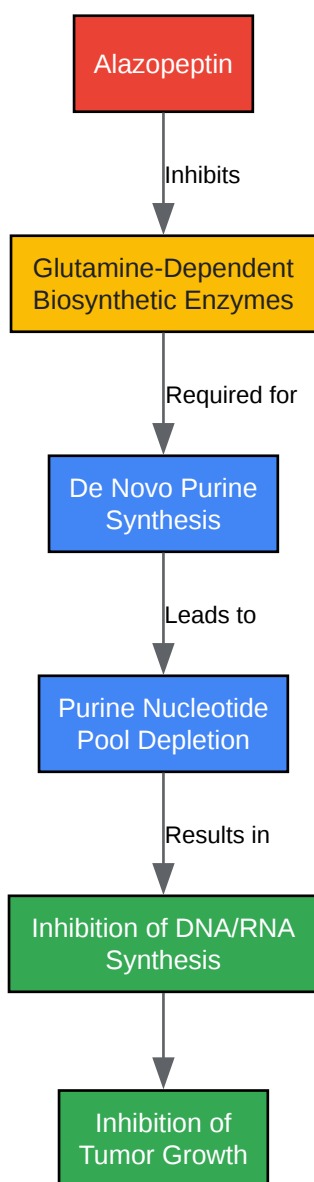 Alazopeptin
Inhibits
Glutamine-Dependent
Biosynthetic Enzymes
Required for
De Novo Purine
Synthesis
Leads to
Purine Nucleotide
Pool Depletion
Results in
Inhibition of DNA/RNA
Synthesis
Inhibition of
Tumor Growth